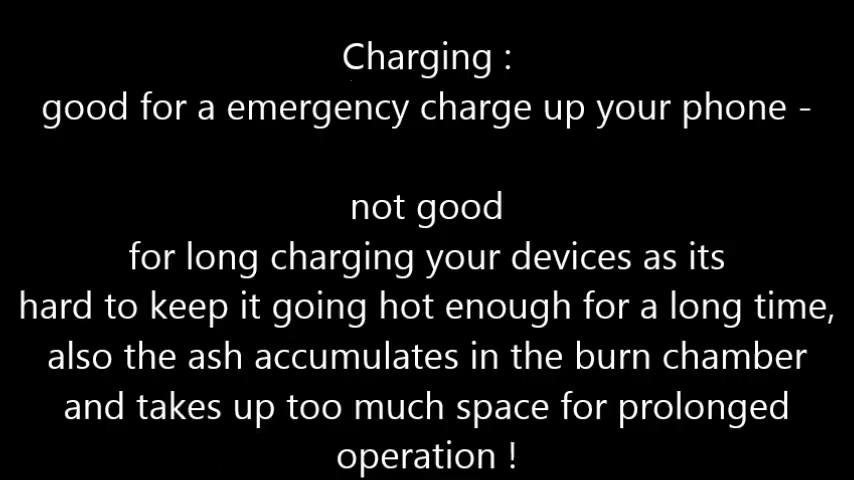 Charging :
good for a emergency charge up your phone -
not good
for long charging your devices as its
hard to keep it going hot enough for a long time,
also the ash accumulates in the burn chamber
and takes up too much space for prolonged
operation !